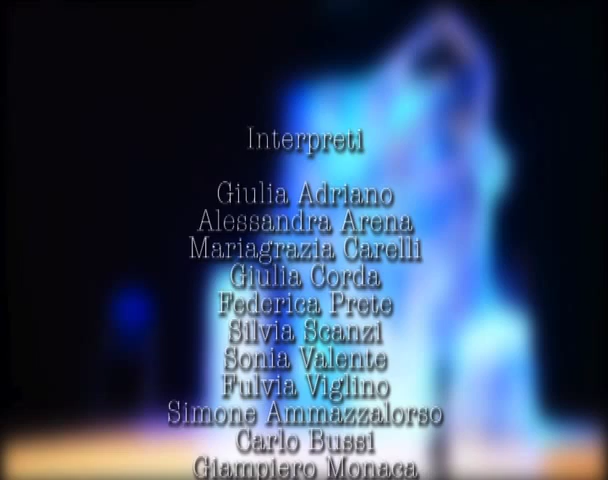 Interpreti
Giulia Adriano
Alessandra Arena
Mariagrazia Carelli
Giulia Corda
Federica Prete
Silvia Scanzi
Sonia Valente
Fulvia Viglino
Simone Ammazzalorso
Carlo Bussi
Giampiero Monaca